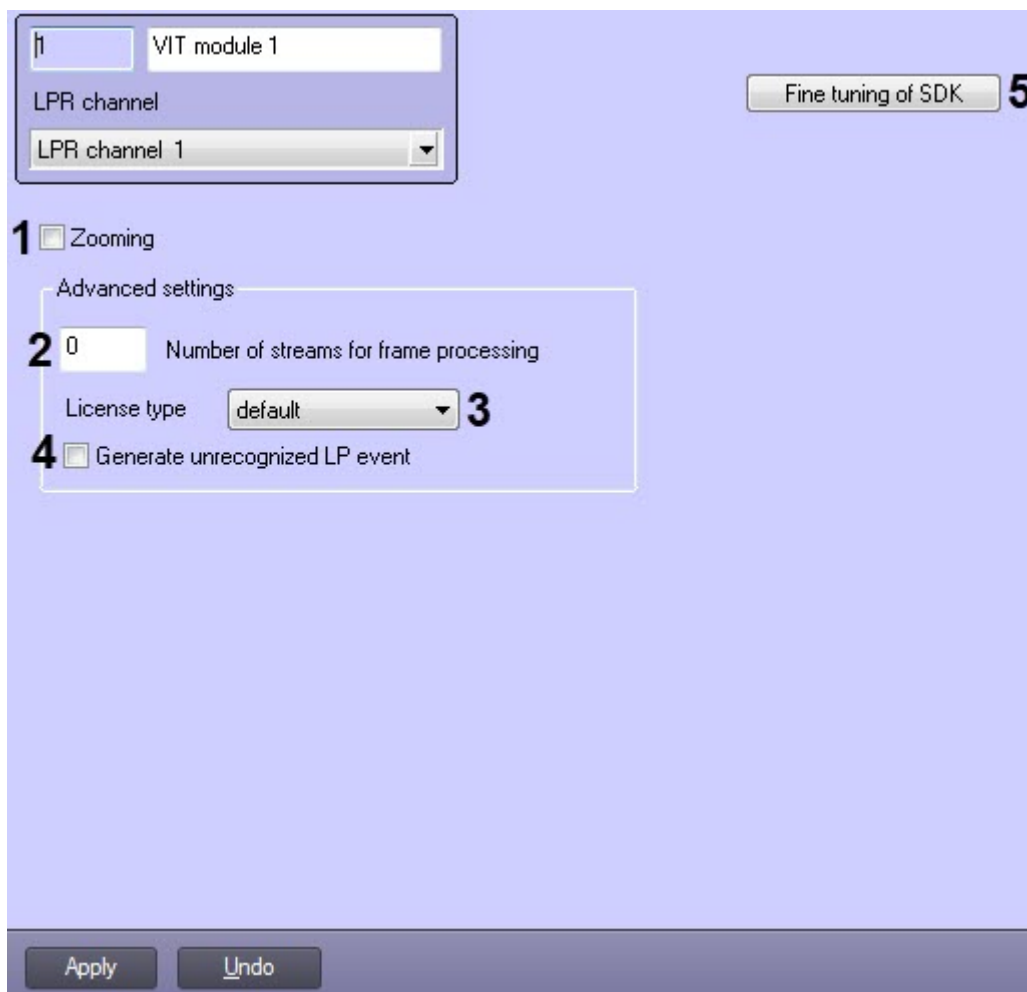 1 VIT module 1
LPR channel
LPR channel 1
Fine tuning of SDK 5
1 Zooming
Advanced settings
2 0 Number of streams for frame processing
License type default 3
4 Generate unrecognized LP event
Apply Undo